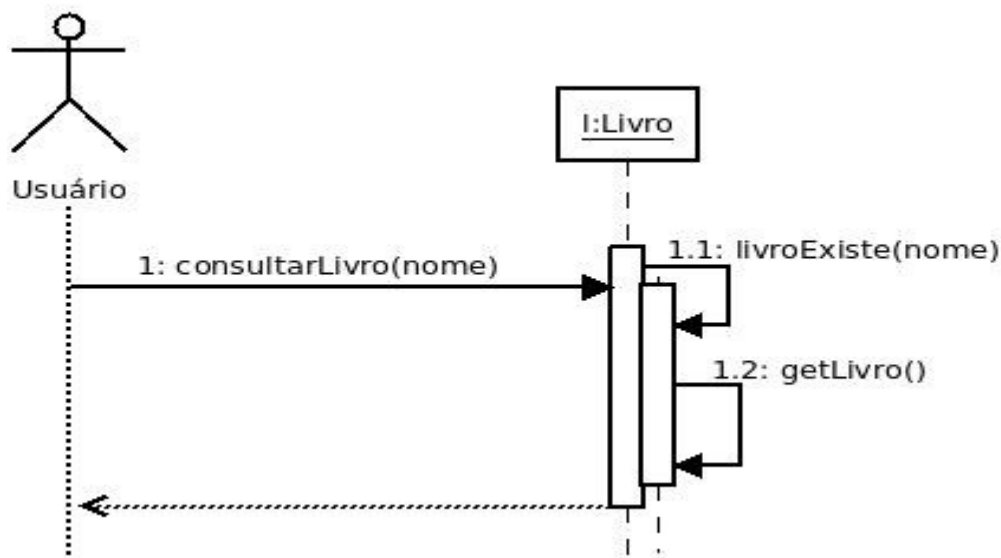 l:Livro
Usuário
1.1: livroExiste(nome)
1: consultarLivro(nome)
1.2: getLivro()